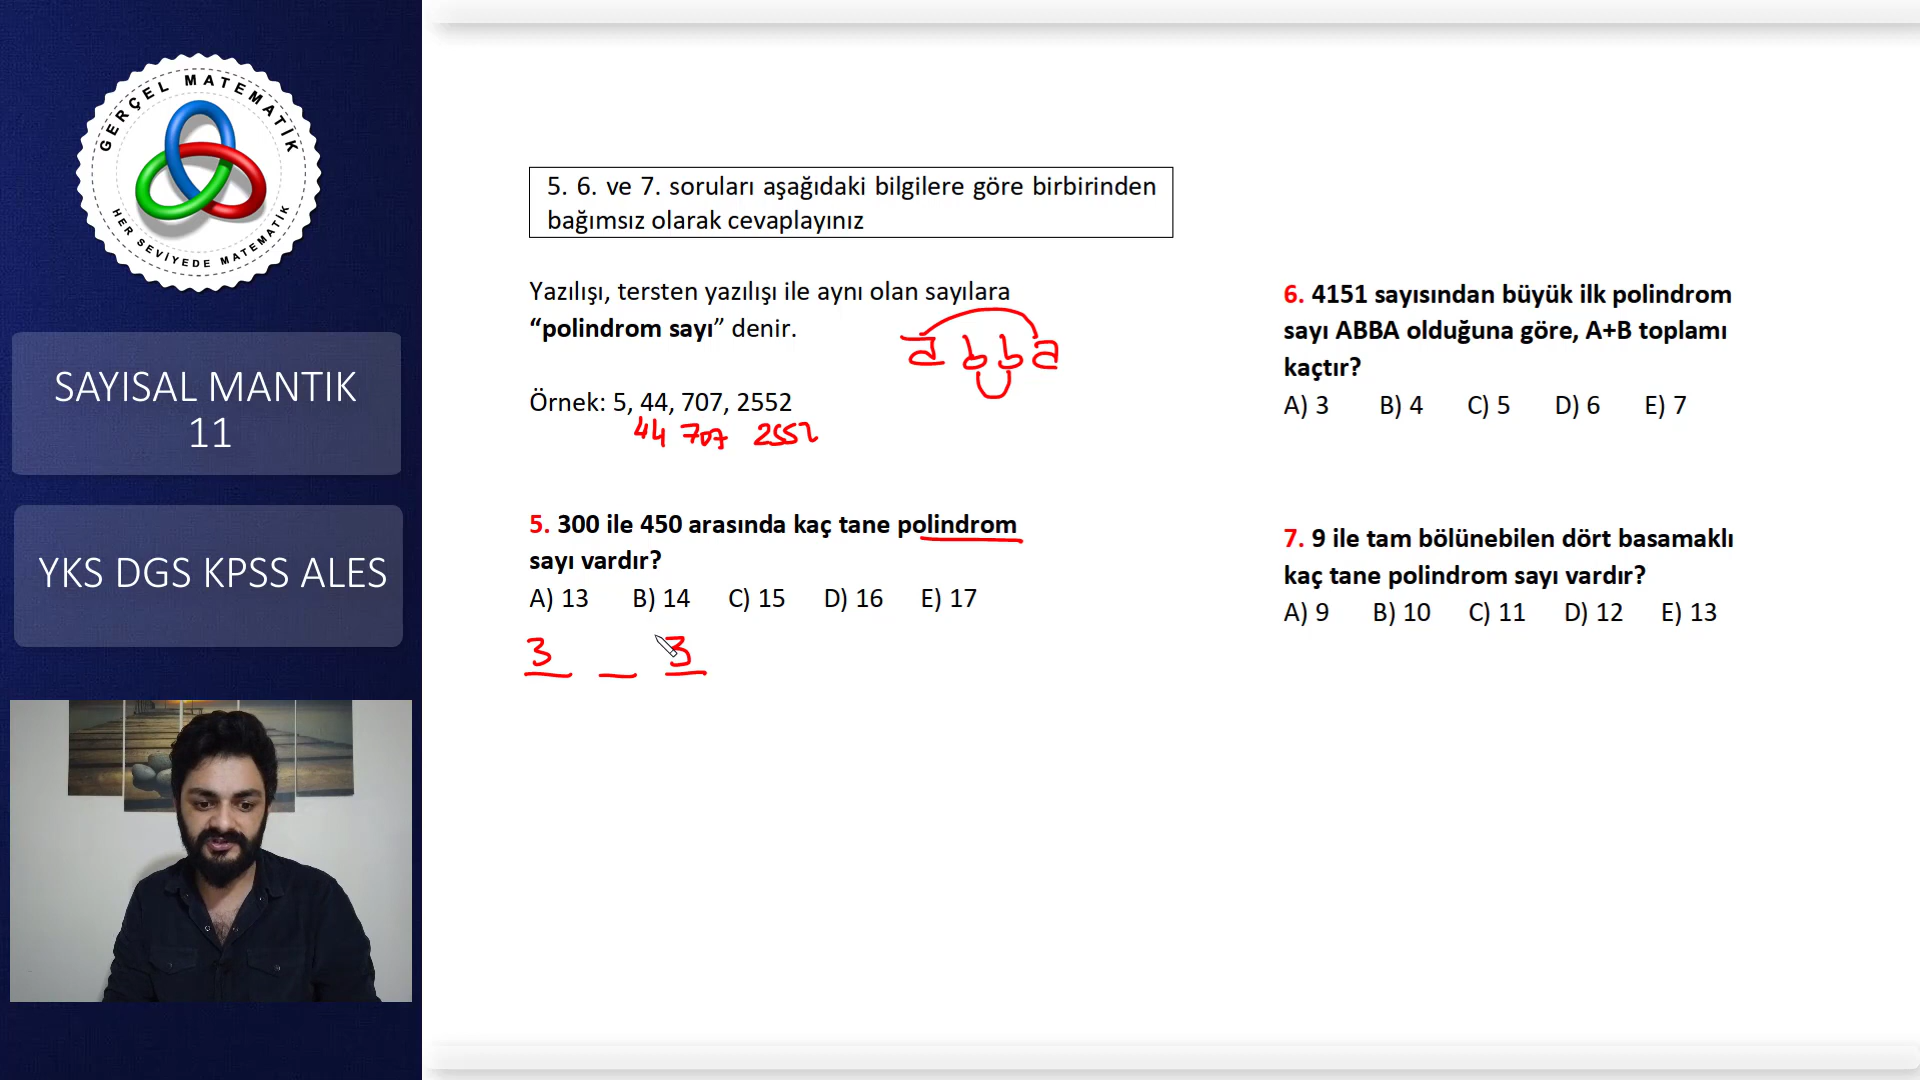 GERÇEL MATEMATİK
HER SEVİYEDE MATEMATİK
SAYISAL MANTIK
11
YKS DGS KPSS ALES
5. 6. ve 7. soruları aşağıdaki bilgilere göre birbirinden
bağımsız olarak cevaplayınız
Yazılışı, tersten yazılışı ile aynı olan sayılara
“polindrom sayı” denir.
a b b a
Örnek: 5, 44, 707, 2552
44 707 2552
5. 300 ile 450 arasında kaç tane polindrom
sayı vardır?
A) 13 B) 14 C) 15 D) 16 E) 17
3 _ 3
6. 4151 sayısından büyük ilk polindrom
sayı ABBA olduğuna göre, A+B toplamı
kaçtır?
A) 3 B) 4 C) 5 D) 6 E) 7
7. 9 ile tam bölünebilen dört basamaklı
kaç tane polindrom sayı vardır?
A) 9 B) 10 C) 11 D) 12 E) 13